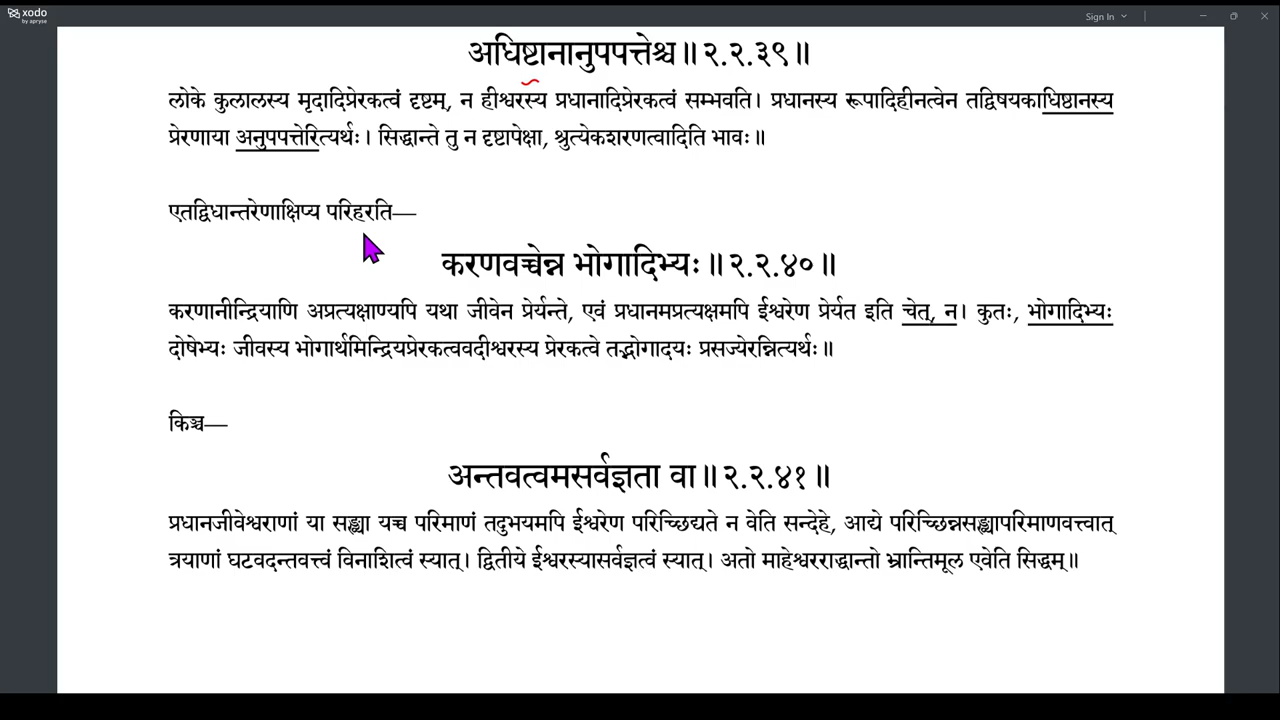 xodo
by apryse
Sign In
अधिष्टानानुपपत्तेश्च॥२.२.३९॥
लोके कुलालस्य मृदादिप्रेरकत्वं दृष्टम्, न हीश्वरस्य प्रधानादिप्रेरकत्वं सम्भवति। प्रधानस्य रूपादिहीनत्वेन तद्विषयकाधिष्ठानस्य
प्रेरणाया अनुपपत्तेरित्यर्थः। सिद्धान्ते तु न दृष्टापेक्षा, श्रुत्येकशरणत्वादिति भावः॥
एतद्विधान्तरेणाक्षिप्य परिहरति—
करणवच्चेन्न भोगादिभ्यः॥२.२.४०॥
करणानीन्द्रियाणि अप्रत्यक्षाण्यपि यथा जीवेन प्रेर्यन्ते, एवं प्रधानमप्रत्यक्षमपि ईश्वरेण प्रेर्यत इति चेत्, न। कुतः, भोगादिभ्यः
दोषेभ्यः जीवस्य भोगार्थमिन्द्रियप्रेरकत्ववदीश्वरस्य प्रेरकत्वे तद्भोगादयः प्रसज्येरन्नित्यर्थः॥
किञ्च—
अन्तवत्वमसर्वज्ञता वा॥२.२.४१॥
प्रधानजीवेश्वराणां या सङ्ख्या यच्च परिमाणं तदुभयमपि ईश्वरेण परिच्छिद्यते न वेति सन्देहे, आद्ये परिच्छिन्नसङ्ख्यापरिमाणवत्त्वात्
त्रयाणां घटवदन्तवत्त्वं विनाशित्वं स्यात्। द्वितीये ईश्वरस्यासर्वज्ञत्वं स्यात्। अतो माहेश्वरराद्धान्तो भ्रान्तिमूल एवेति सिद्धम्॥